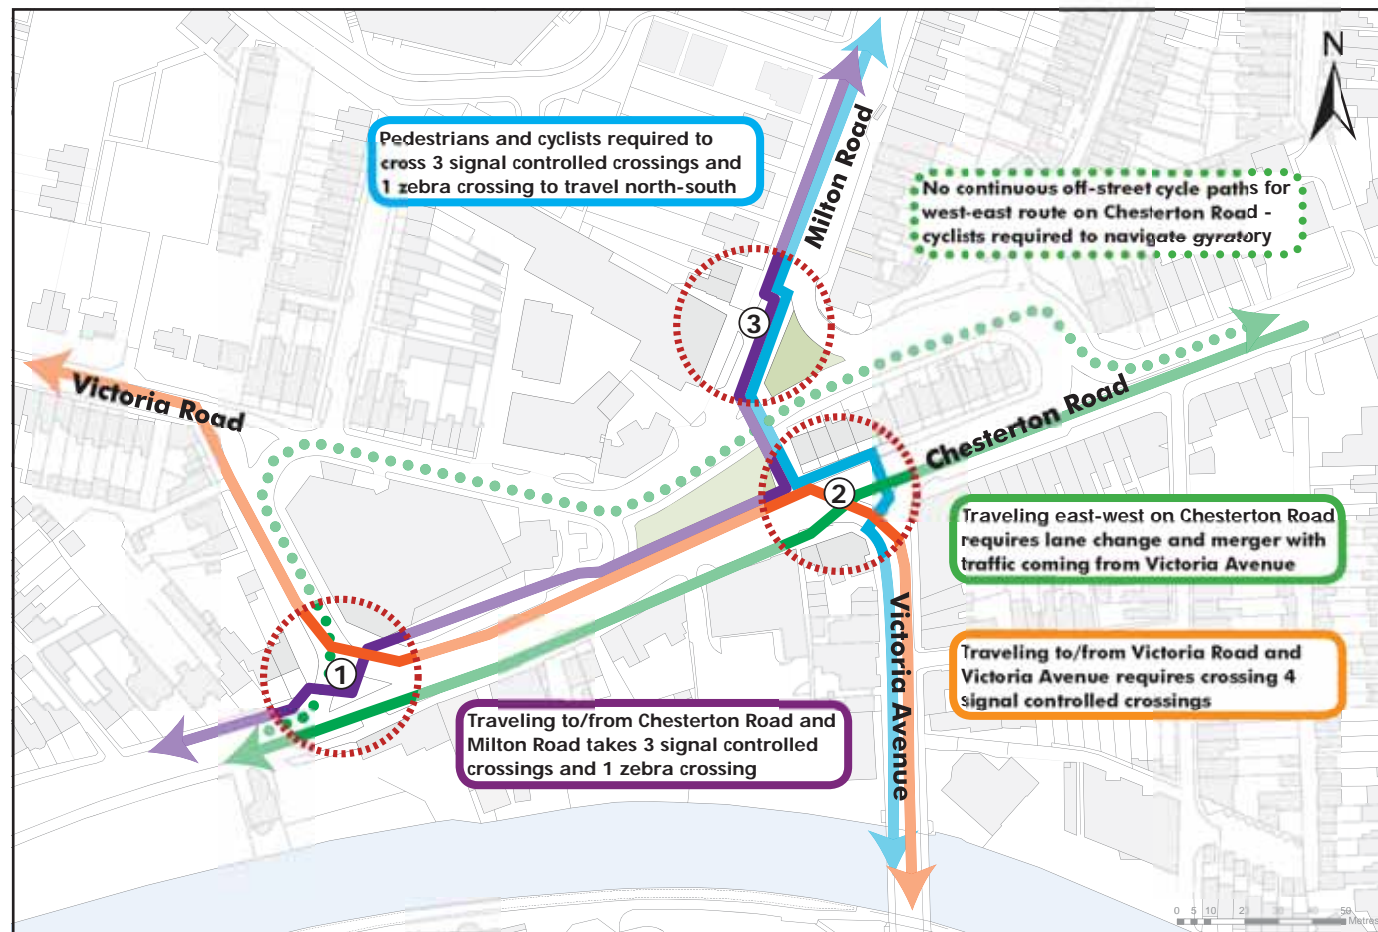 N
Pedestrians and cyclists required to
cross 3 signal controlled crossings and
1 zebra crossing to travel north-south
Milton Road
No continuous off-street cycle paths for
west-east route on Chesterton Road -
cyclists required to navigate gyratory
3
Victoria Road
Chesterton Road
2
Traveling east-west on Chesterton Road
requires lane change and merger with
traffic coming from Victoria Avenue
Victoria Avenue
1
Traveling to/from Victoria Road and
Victoria Avenue requires crossing 4
signal controlled crossings
Traveling to/from Chesterton Road and
Milton Road takes 3 signal controlled
crossings and 1 zebra crossing
0 5 10 20 30 40 50
Metres